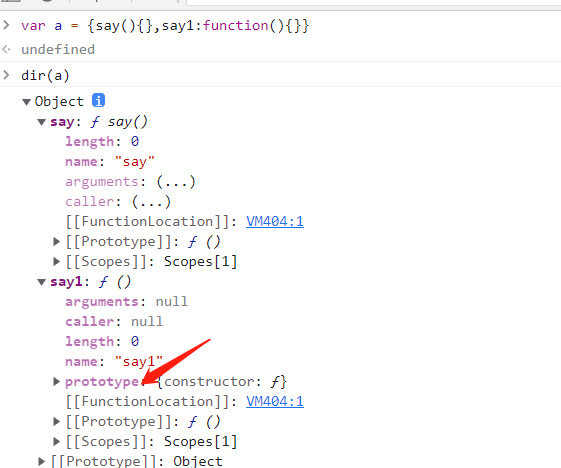 var a = {say(){},say1:function(){}}
undefined
dir(a)
Object i
say: ƒ say()
length: 0
name: "say"
arguments: (...)
caller: (...)
[[FunctionLocation]]: VM404:1
[[Prototype]]: ƒ ()
[[Scopes]]: Scopes[1]
say1: ƒ ()
arguments: null
caller: null
length: 0
name: "say1"
prototype: {constructor: ƒ}
[[FunctionLocation]]: VM404:1
[[Prototype]]: ƒ ()
[[Scopes]]: Scopes[1]
[[Prototype]]: Object